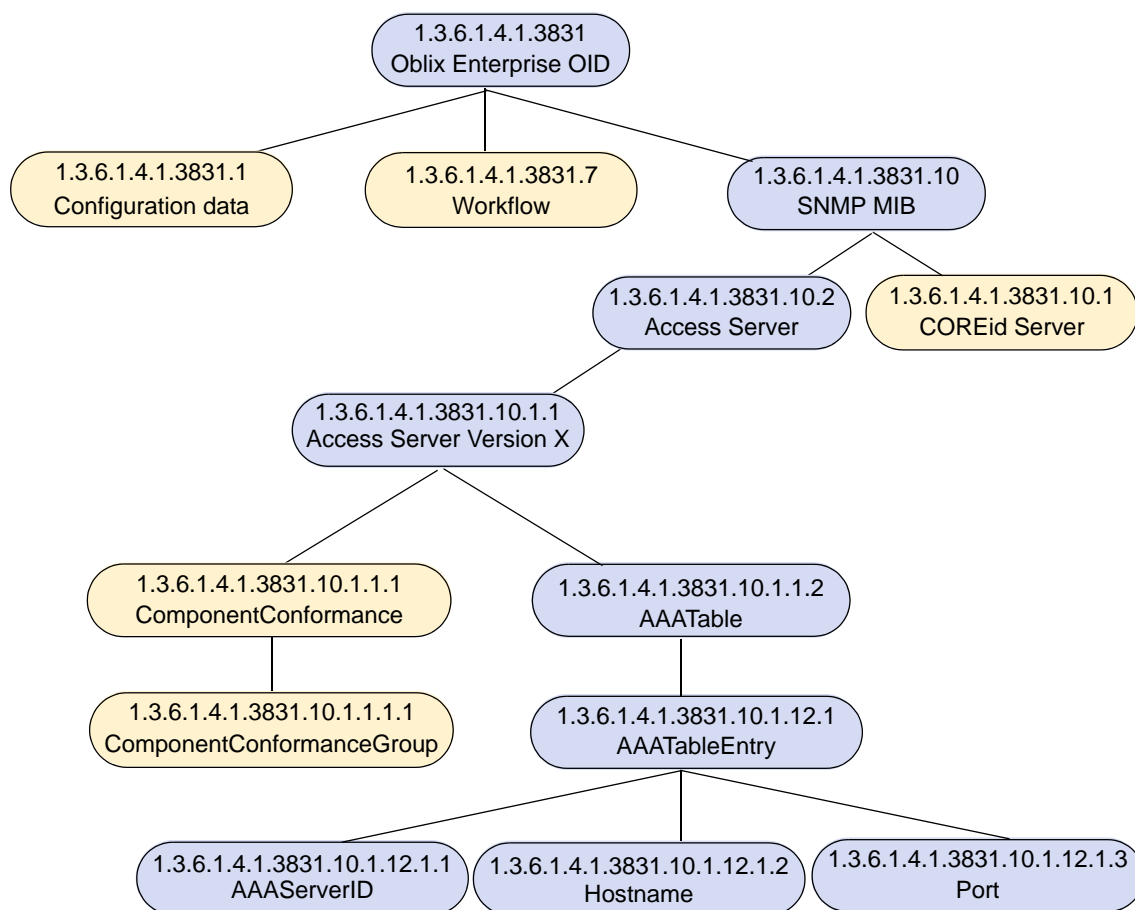 1.3.6.1.4.1.3831
Oblix Enterprise OID
1.3.6.1.4.1.3831.1
Configuration data
1.3.6.1.4.1.3831.7
Workflow
1.3.6.1.4.1.3831.10
SNMP MIB
1.3.6.1.4.1.3831.10.2
Access Server
1.3.6.1.4.1.3831.10.1
COREid Server
1.3.6.1.4.1.3831.10.1.1
Access Server Version X
1.3.6.1.4.1.3831.10.1.1.1
ComponentConformance
1.3.6.1.4.1.3831.10.1.1.2
AAATable
1.3.6.1.4.1.3831.10.1.1.1.1
ComponentConformanceGroup
1.3.6.1.4.1.3831.10.1.12.1
AAATableEntry
1.3.6.1.4.1.3831.10.1.12.1.1
AAAServerID
1.3.6.1.4.1.3831.10.1.12.1.2
Hostname
1.3.6.1.4.1.3831.10.1.12.1.3
Port